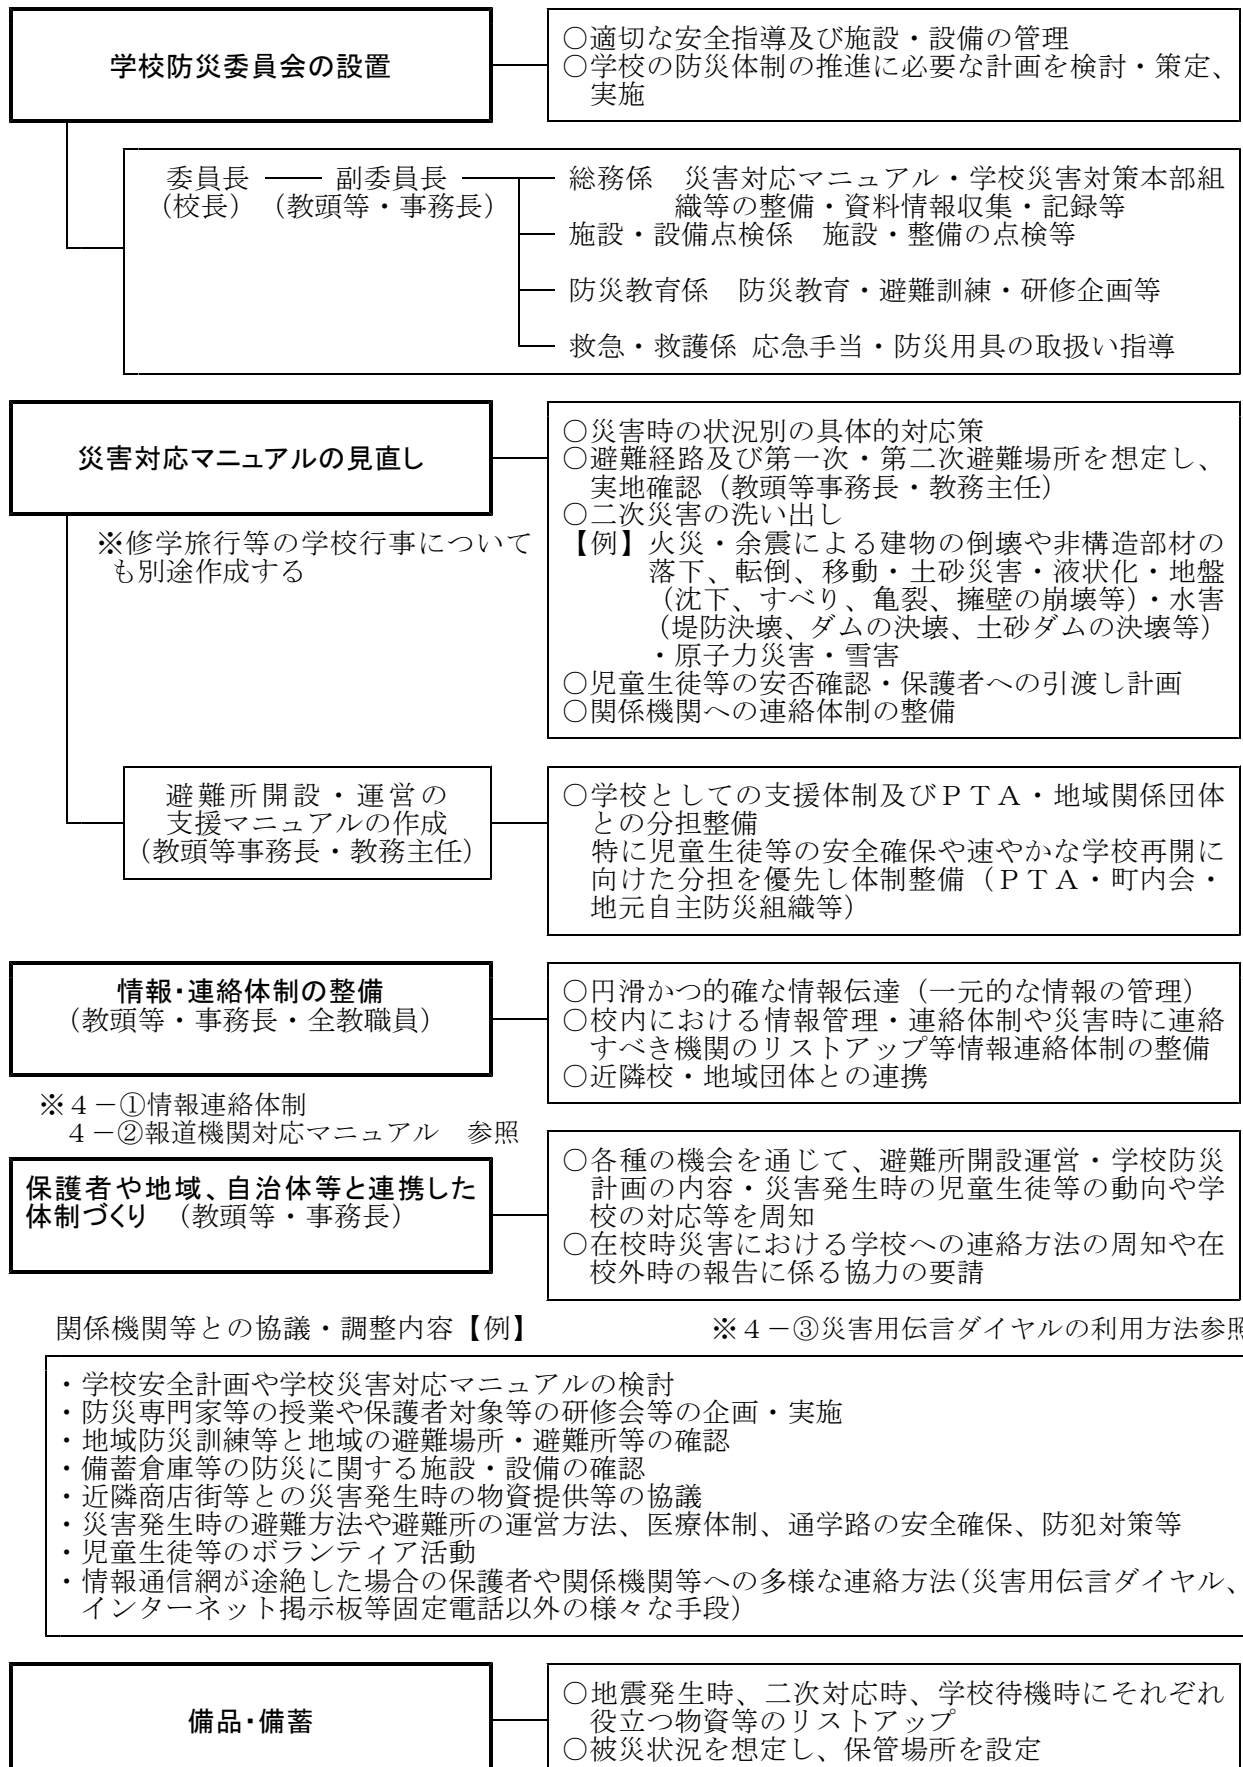 学校防災委員会の設置
○適切な安全指導及び施設・設備の管理
○学校の防災体制の推進に必要な計画を検討・策定、
実施
委員長 副委員長
（校長）（教頭等・事務長）
総務係　災害対応マニュアル・学校災害対策本部組
織等の整備・資料情報収集・記録等
施設・設備点検係　施設・整備の点検等
防災教育係　防災教育・避難訓練・研修企画等
救急・救護係 応急手当・防災用具の取扱い指導
災害対応マニュアルの見直し
※修学旅行等の学校行事について
も別途作成する
○災害時の状況別の具体的対応策
○避難経路及び第一次・第二次避難場所を想定し、
実地確認（教頭等事務長・教務主任）
○二次災害の洗い出し
【例】火災・余震による建物の倒壊や非構造部材の
落下、転倒、移動・土砂災害・液状化・地盤
（沈下、すべり、亀裂、擁壁の崩壊等）・水害
（堤防決壊、ダムの決壊、土砂ダムの決壊等）
・原子力災害・雪害
○児童生徒等の安否確認・保護者への引渡し計画
○関係機関への連絡体制の整備
避難所開設・運営の
支援マニュアルの作成
（教頭等事務長・教務主任）
○学校としての支援体制及びＰＴＡ・地域関係団体
との分担整備
特に児童生徒等の安全確保や速やかな学校再開に
向けた分担を優先し体制整備（ＰＴＡ・町内会・
地元自主防災組織等）
情報・連絡体制の整備
（教頭等・事務長・全教職員）
○円滑かつ的確な情報伝達（一元的な情報の管理）
○校内における情報管理・連絡体制や災害時に連絡
すべき機関のリストアップ等情報連絡体制の整備
○近隣校・地域団体との連携
※４－①情報連絡体制
４－②報道機関対応マニュアル　参照
保護者や地域、自治体等と連携した
体制づくり　（教頭等・事務長）
○各種の機会を通じて、避難所開設運営・学校防災
計画の内容・災害発生時の児童生徒等の動向や学
校の対応等を周知
○在校時災害における学校への連絡方法の周知や在
校外時の報告に係る協力の要請
関係機関等との協議・調整内容【例】
※４－③災害用伝言ダイヤルの利用方法参照
・学校安全計画や学校災害対応マニュアルの検討
・防災専門家等の授業や保護者対象等の研修会等の企画・実施
・地域防災訓練等と地域の避難場所・避難所等の確認
・備蓄倉庫等の防災に関する施設・設備の確認
・近隣商店街等との災害発生時の物資提供等の協議
・災害発生時の避難方法や避難所の運営方法、医療体制、通学路の安全確保、防犯対策等
・児童生徒等のボランティア活動
・情報通信網が途絶した場合の保護者や関係機関等への多様な連絡方法（災害用伝言ダイヤル、
インターネット掲示板等固定電話以外の様々な手段）
備品・備蓄
○地震発生時、二次対応時、学校待機時にそれぞれ
役立つ物資等のリストアップ
○被災状況を想定し、保管場所を設定